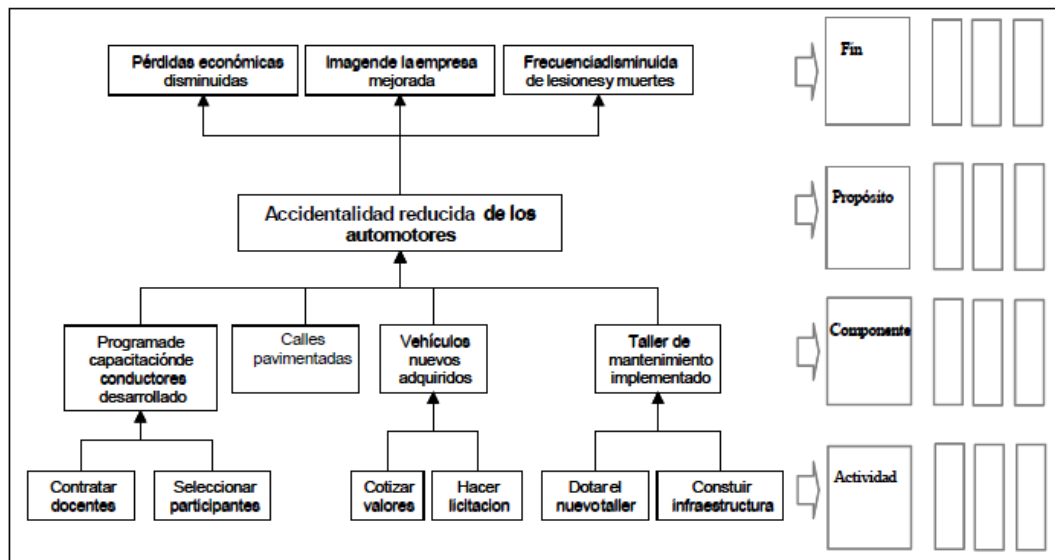 Pérdidas económicas
disminuidas
Imagende la empresa
mejorada
Frecuenciadisminuida
de lesionesy muertes
Fin
Accidentalidad reducida de los
automotores
Propósito
Programade
capacitaciónde
conductores
desarrollado
Calles
pavimentadas
Vehículos
nuevos
adquiridos
Taller de
mantenimiento
implementado
Componente
Contratar
docentes
Seleccionar
participantes
Cotizar
valores
Hacer
licitacion
Dotar el
nuevo taller
Constuir
infraestructura
Actividad